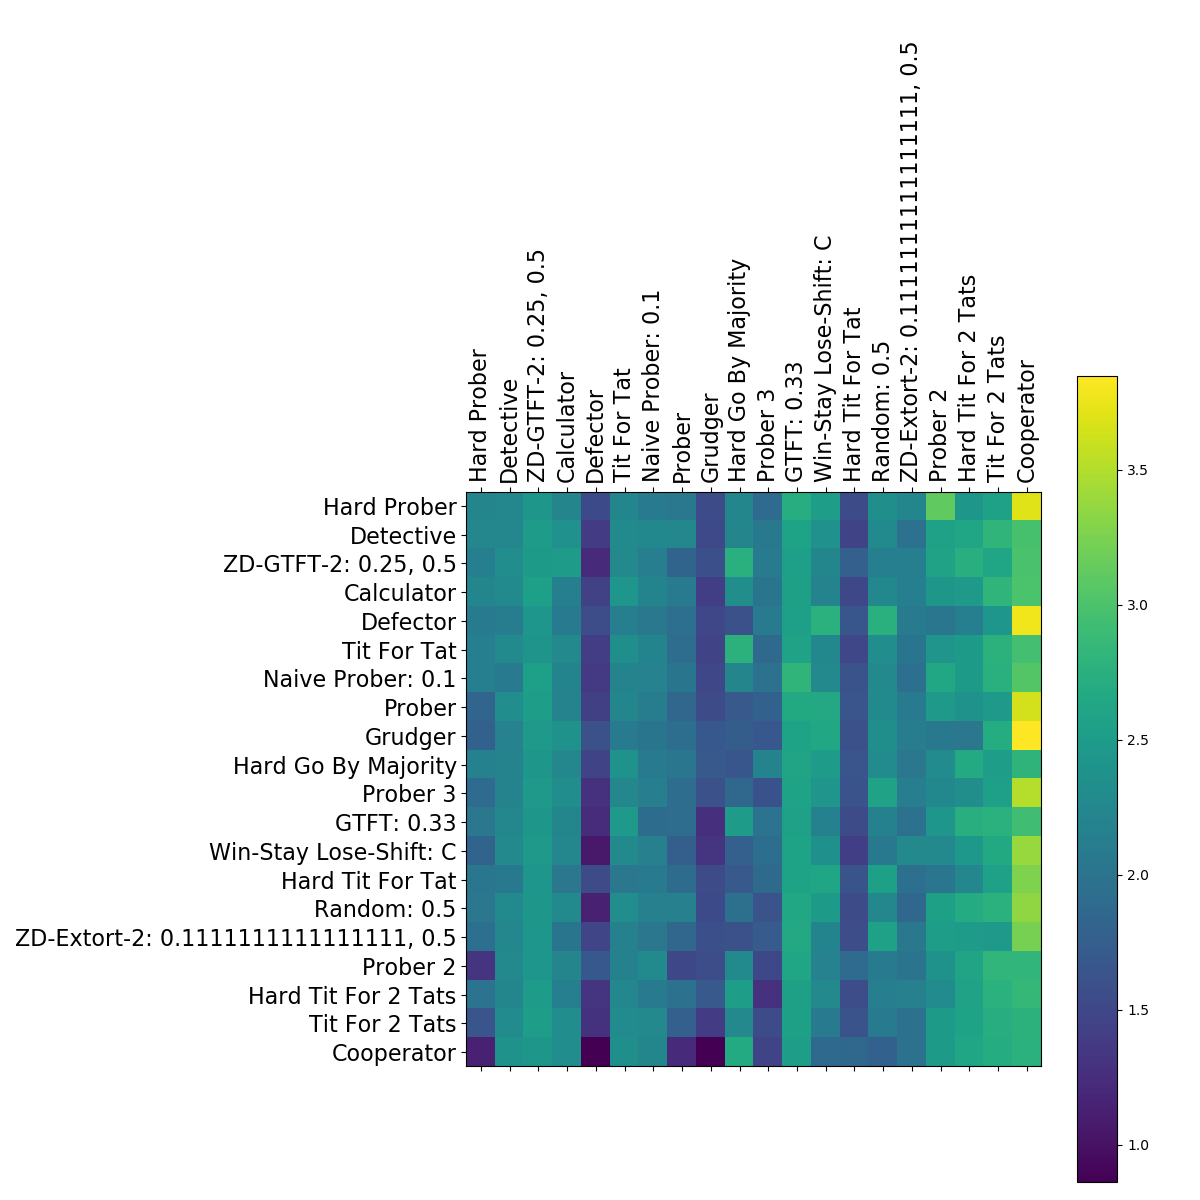 Hard Prober
Detective
ZD-GTFT-2: 0.25, 0.5
Calculator
Defector
Tit For Tat
Naive Prober: 0.1
Prober
Grudger
Hard Go By Majority
Prober 3
GTFT: 0.33
Win-Stay Lose-Shift: C
Hard Tit For Tat
Random: 0.5
ZD-Extort-2: 0.1111111111111111, 0.5
Prober 2
Hard Tit For 2 Tats
Tit For 2 Tats
Cooperator
Hard Prober
Detective
ZD-GTFT-2: 0.25, 0.5
Calculator
Defector
Tit For Tat
Naive Prober: 0.1
Prober
Grudger
Hard Go By Majority
Prober 3
GTFT: 0.33
Win-Stay Lose-Shift: C
Hard Tit For Tat
Random: 0.5
ZD-Extort-2: 0.1111111111111111, 0.5
Prober 2
Hard Tit For 2 Tats
Tit For 2 Tats
Cooperator
3.5
3.0
2.5
2.0
1.5
1.0